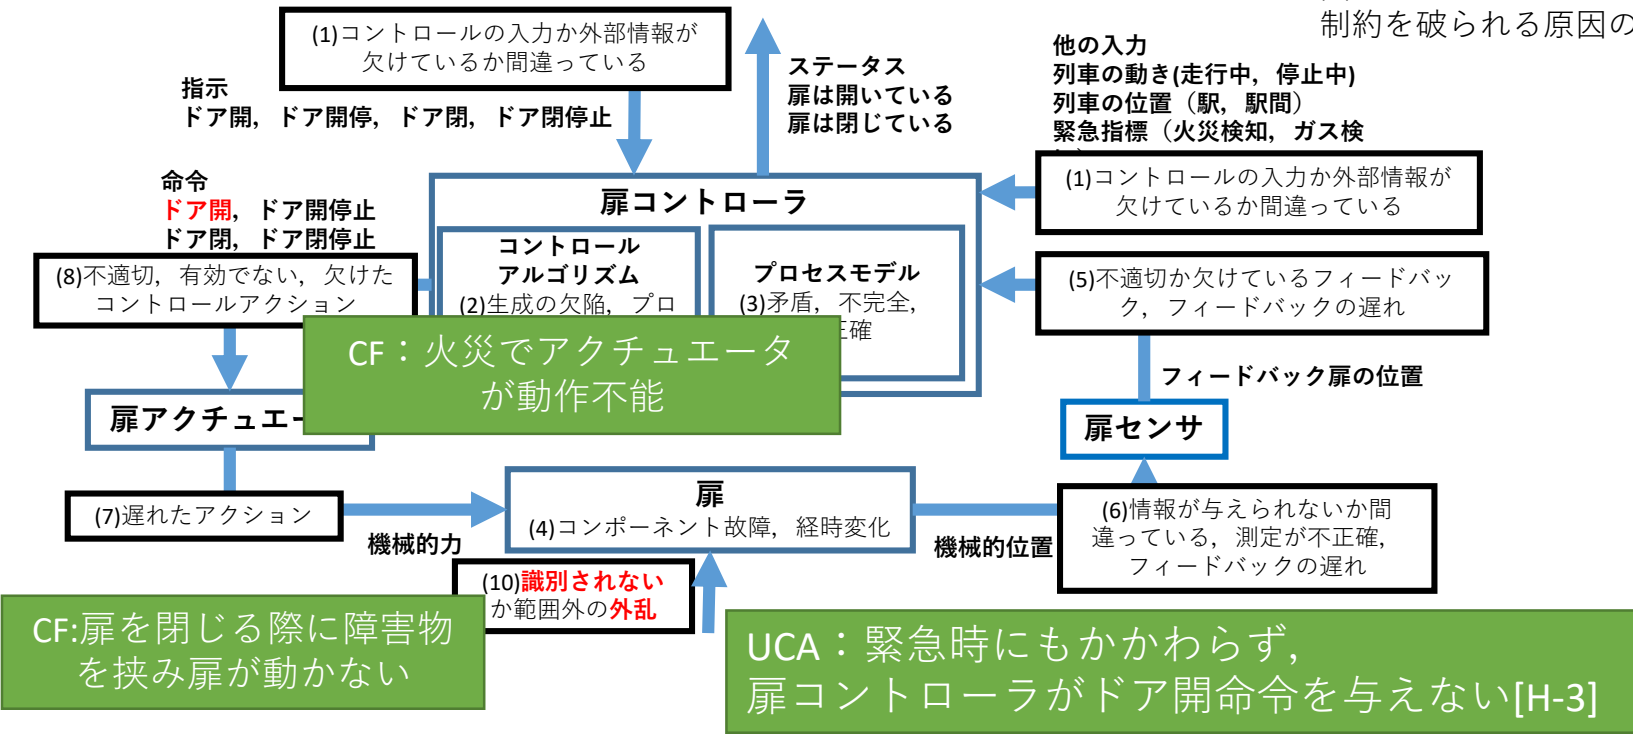 制約を破られる原因の
(1)コントロールの入力か外部情報が
欠けているか間違っている
指示
ドア開，ドア開停，ドア閉，ドア閉停止
ステータス
扉は開いている
扉は閉じている
他の入力
列車の動き(走行中，停止中)
列車の位置（駅，駅間）
緊急指標（火災検知，ガス検
(1)コントロールの入力か外部情報が
欠けているか間違っている
命令
ドア開，ドア開停止
ドア閉，ドア閉停止
扉コントローラ
コントロール
アルゴリズム
(2)生成の欠陥，プロ
プロセスモデル
(3)矛盾，不完全，
正確
(8)不適切，有効でない，欠けた
コントロールアクション
(5)不適切か欠けているフィードバッ
ク，フィードバックの遅れ
CF：火災でアクチュエータ
が動作不能
フィードバック扉の位置
扉アクチュエー
扉センサ
(7)遅れたアクション
機械的力
扉
(4)コンポーネント故障，経時変化
機械的位置
(6)情報が与えられないか間
違っている，測定が不正確，
フィードバックの遅れ
(10)識別されない
か範囲外の外乱
CF:扉を閉じる際に障害物
を挟み扉が動かない
UCA：緊急時にもかかわらず，
扉コントローラがドア開命令を与えない[H-3]